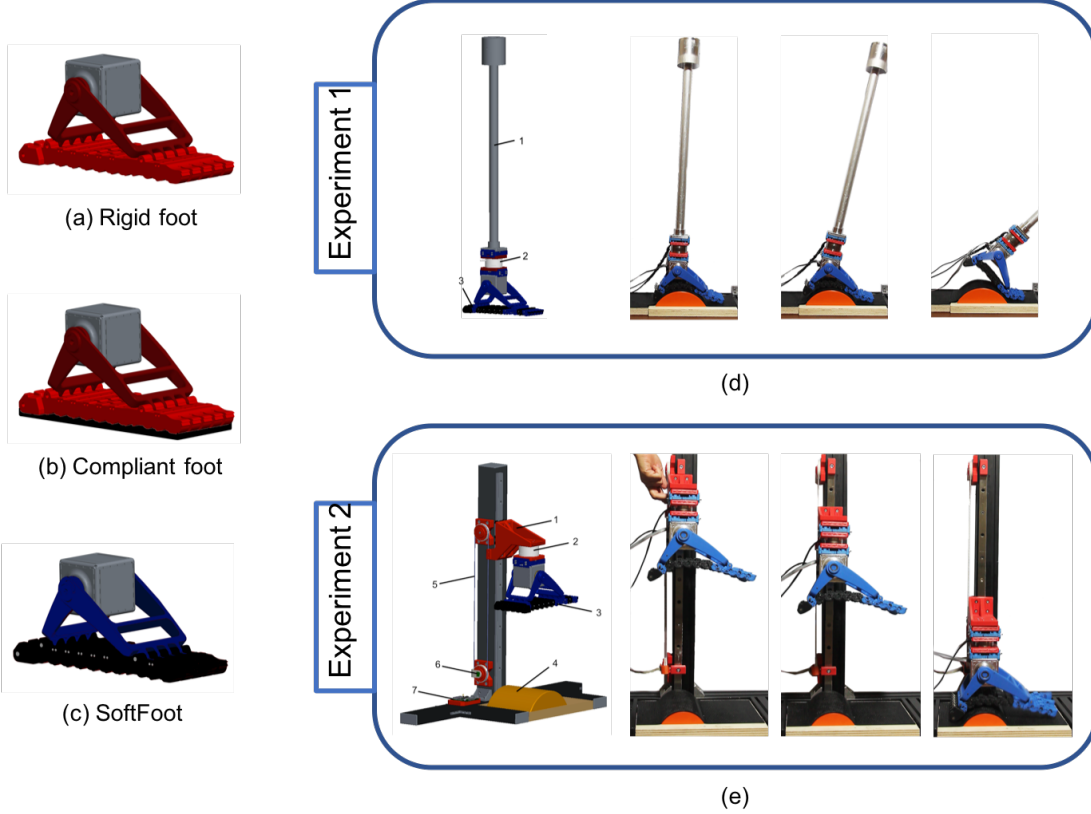 (a) Rigid foot
(b) Compliant foot
(c) SoftFoot
Experiment 1
1
2
3
(d)
Experiment 2
1
2
5
3
6
4
7
(e)